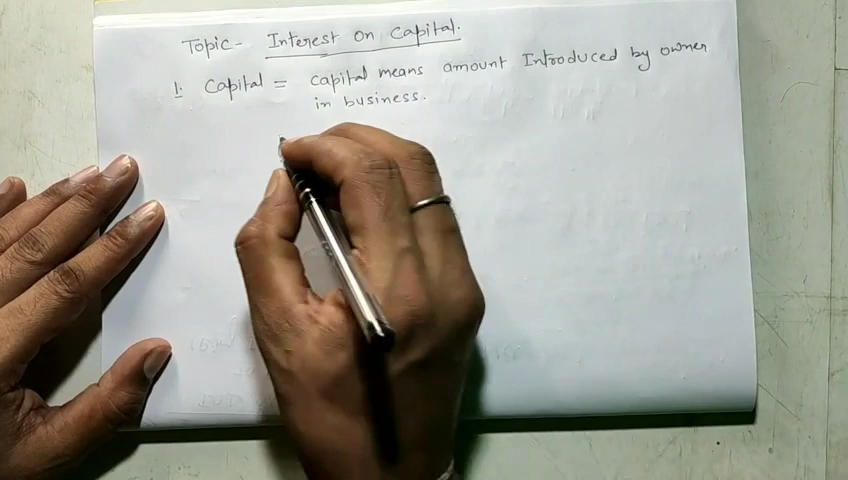 Topic- Interest on Capital.
1. Capital = capital means amount Introduced by owner
in business.